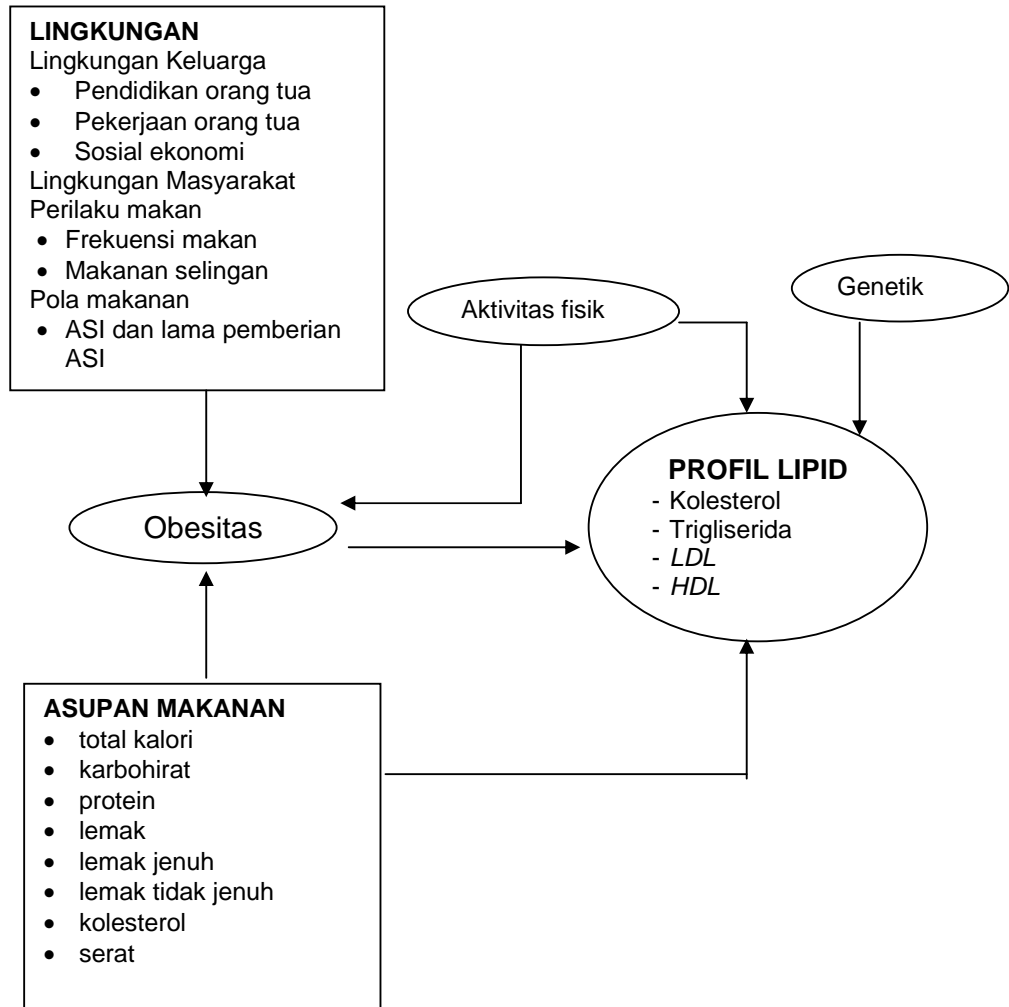 LINGKUNGAN
Lingkungan Keluarga
• Pendidikan orang tua
• Pekerjaan orang tua
• Sosial ekonomi
Lingkungan Masyarakat
Perilaku makan
• Frekuensi makan
• Makanan selingan
Pola makanan
• ASI dan lama pemberian
ASI
Aktivitas fisik
Genetik
Obesitas
PROFIL LIPID
- Kolesterol
- Trigliserida
- LDL
- HDL
ASUPAN MAKANAN
• total kalori
• karbohirat
• protein
• lemak
• lemak jenuh
• lemak tidak jenuh
• kolesterol
• serat